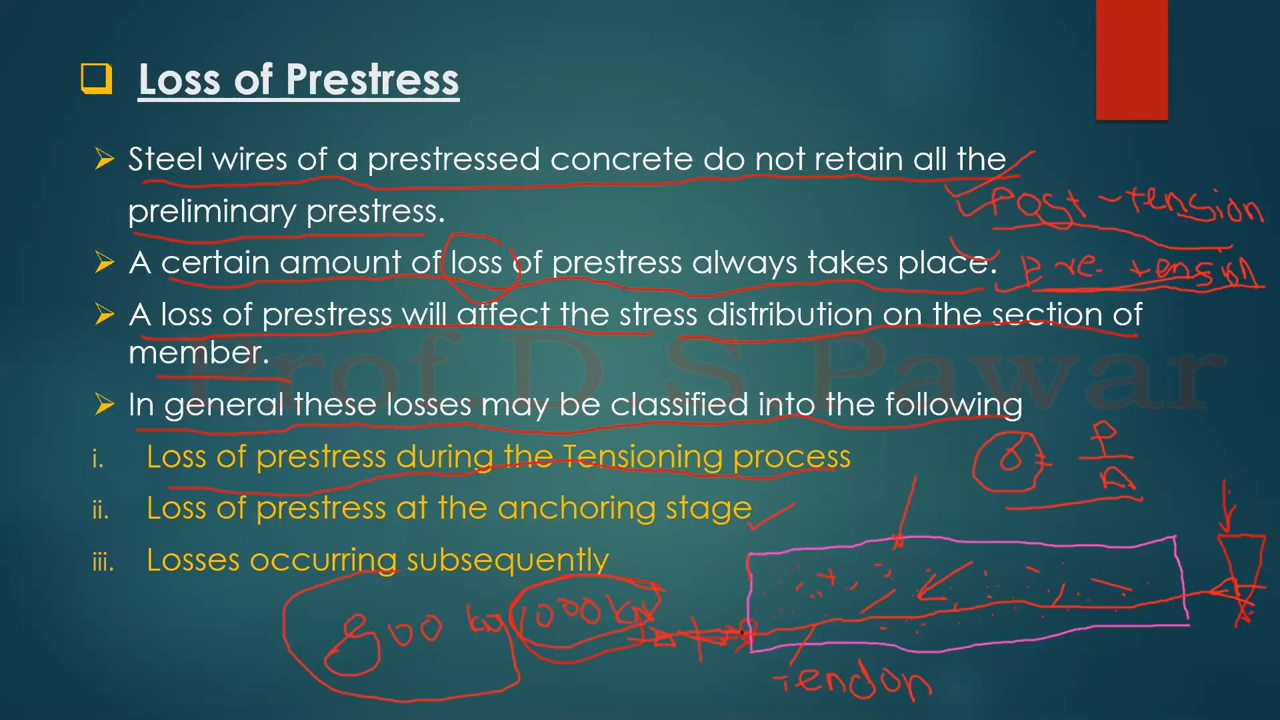 Loss of Prestress
Steel wires of a prestressed concrete do not retain all the
preliminary prestress.
Post-tension
A certain amount of loss of prestress always takes place.
pre-tension
A loss of prestress will affect the stress distribution on the section of
member.
Prof D S Pawar
In general these losses may be classified into the following
i. Loss of prestress during the Tensioning process
ii. Loss of prestress at the anchoring stage
iii. Losses occurring subsequently
= P
A
800 kN
1000 kN
tendon